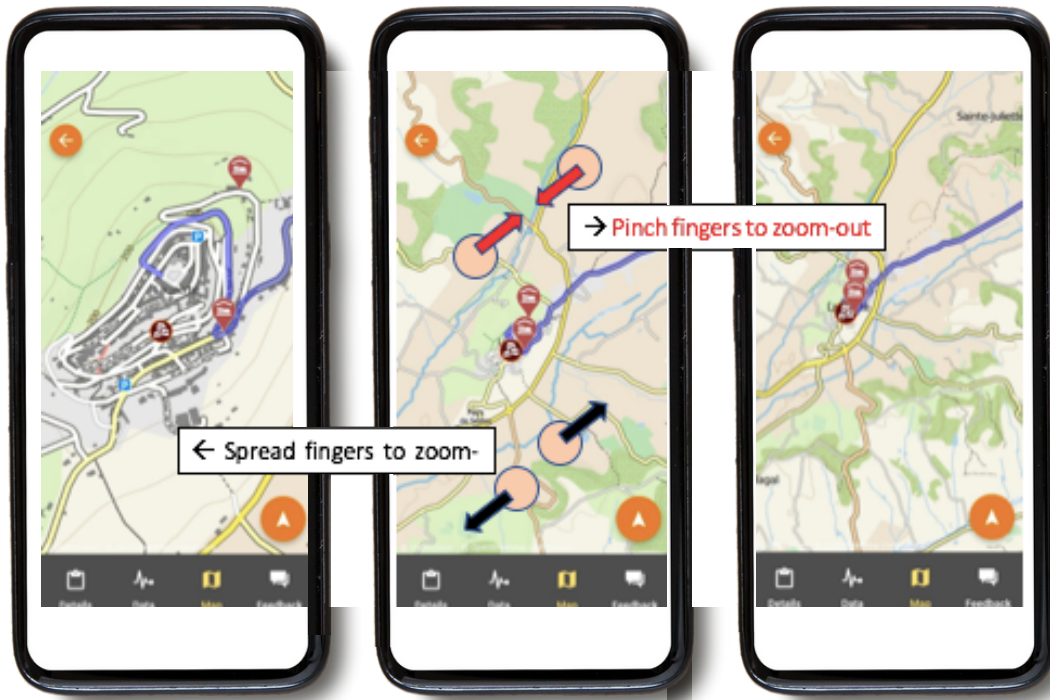 Sainte-Juliette
→ Pinch fingers to zoom-out
← Spread fingers to zoom-
agal
P
P
Details Data Map Feedback
Details Data Map Feedback
Details Data Map Feedback